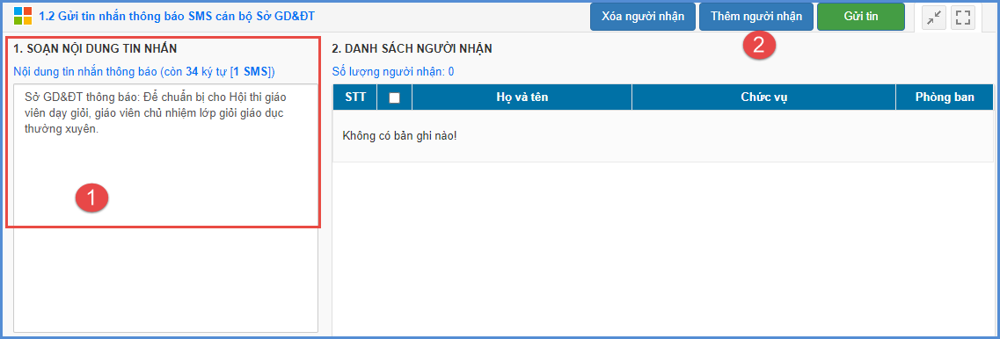 1.2 Gửi tin nhắn thông báo SMS cán bộ Sở GD&ĐT
Xóa người nhận
Thêm người nhận
Gửi tin
2
1. SOẠN NỘI DUNG TIN NHẮN
Nội dung tin nhắn thông báo (còn 34 ký tự [1 SMS])
Sở GD&ĐT thông báo: Để chuẩn bị cho Hội thi giáo
viên dạy giỏi, giáo viên chủ nhiệm lớp giỏi giáo dục
thường xuyên.
1
2. DANH SÁCH NGƯỜI NHẬN
Số lượng người nhận: 0
STT Họ và tên Chức vụ Phòng ban
Không có bản ghi nào!